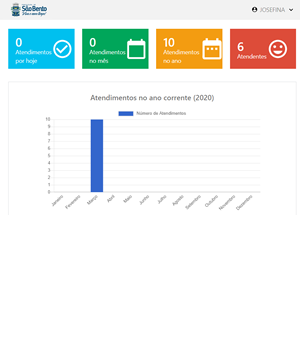 São Bento
JOSEFINA
0
Atendimentos
por hoje
0
Atendimentos
no mês
10
Atendimentos
no ano
6
Atendentes
Atendimentos no ano corrente (2020)
Número de Atendimentos
10
9
8
7
6
5
4
3
2
1
0
Janeiro
Fevereiro
Março
Abril
Maio
Junho
Julho
Agosto
Setembro
Outubro
Novembro
Dezembro